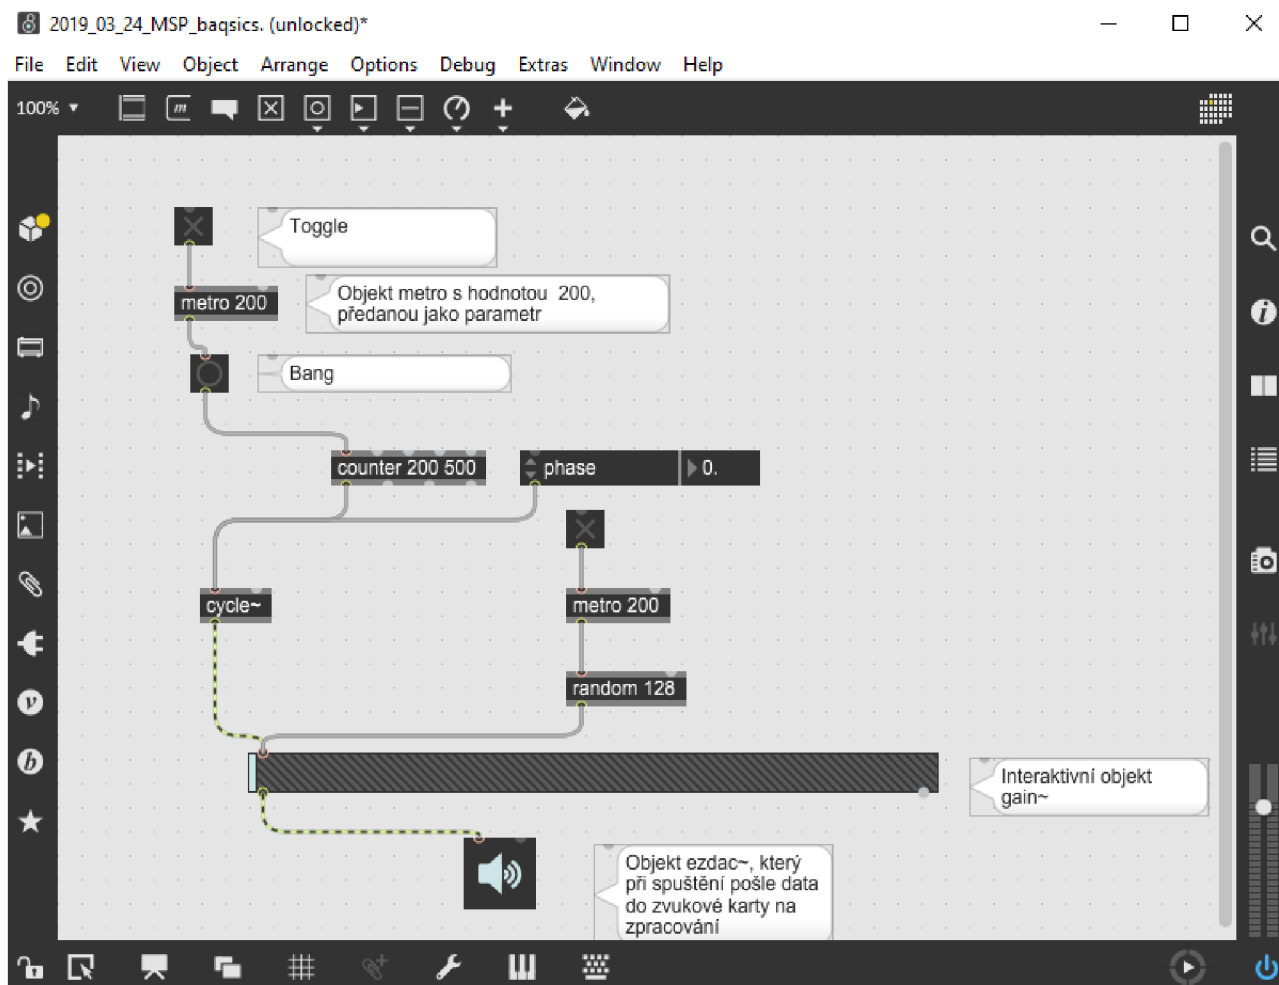 2019_03_24_MSP_baqsics. (unlocked)*
File Edit View Object Arrange Options Debug Extras Window Help
100%
Toggle
metro 200
Objekt metro s hodnotou  200,
předanou jako parametr
Bang
counter 200 500
phase
0.
cycle~
metro 200
random 128
Interaktivní objekt
gain~
Objekt ezdac~, který
při spuštění pošle data
do zvukové karty na
zpracování